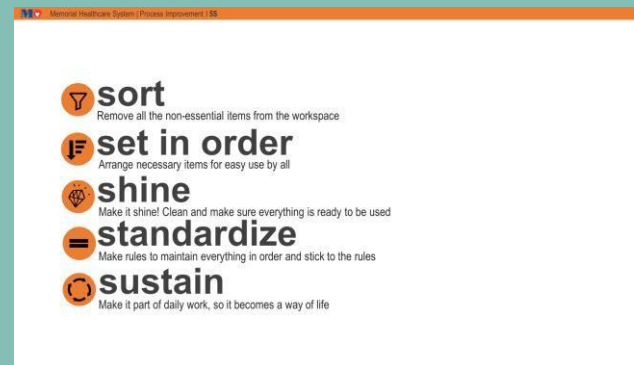 Memorial Healthcare System | Process Improvement | 5S
sort
Remove all the non-essential items from the workspace
set in order
Arrange necessary items for easy use by all
shine
Make it shine! Clean and make sure everything is ready to be used
standardize
Make rules to maintain everything in order and stick to the rules
sustain
Make it part of daily work, so it becomes a way of life